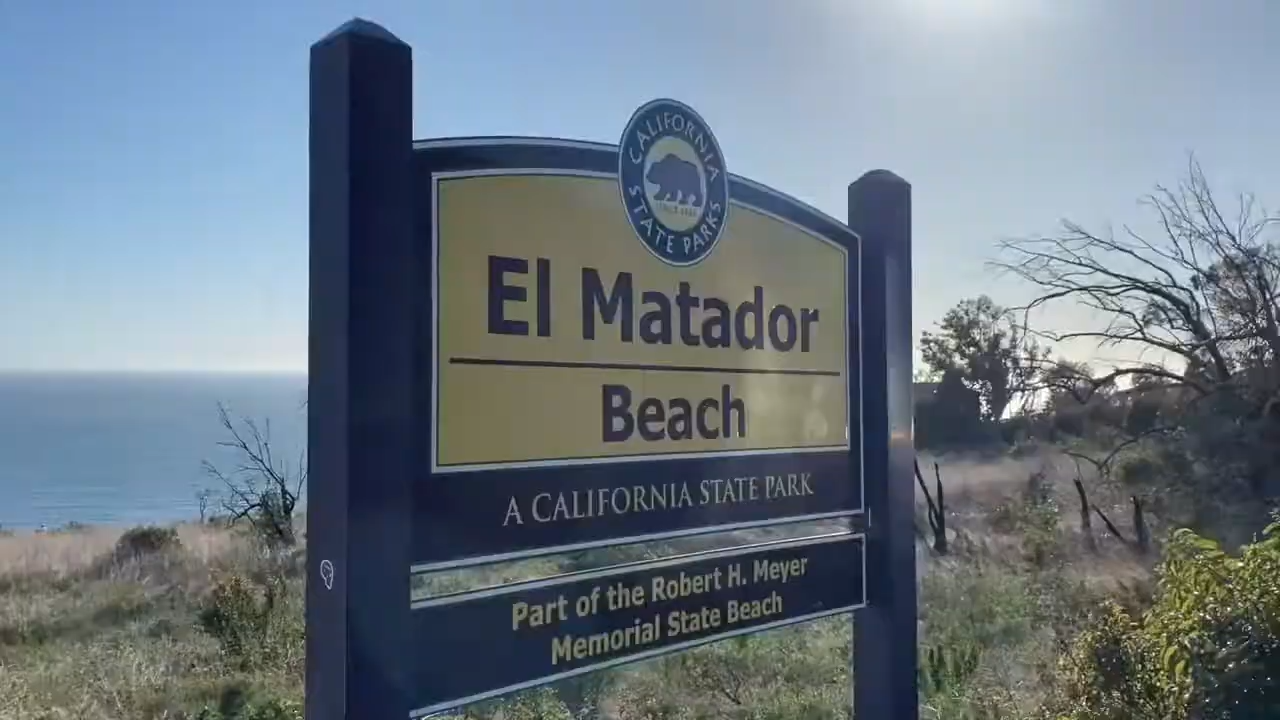 CALIFORNIA
STATE PARKS
El Matador
Beach
A CALIFORNIA STATE PARK
Part of the Robert H. Meyer
Memorial State Beach